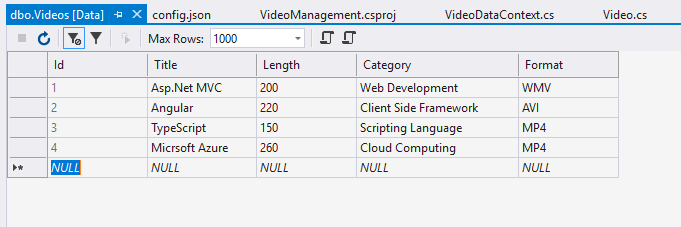 dbo.Videos [Data] config.json VideoManagement.csproj VideoDataContext.cs Video.cs
Max Rows: 1000
Id Title Length Category Format
1 Asp.Net MVC 200 Web Development WMV
2 Angular 220 Client Side Framework AVI
3 TypeScript 150 Scripting Language MP4
4 Micrsoft Azure 260 Cloud Computing MP4
NULL NULL NULL NULL NULL